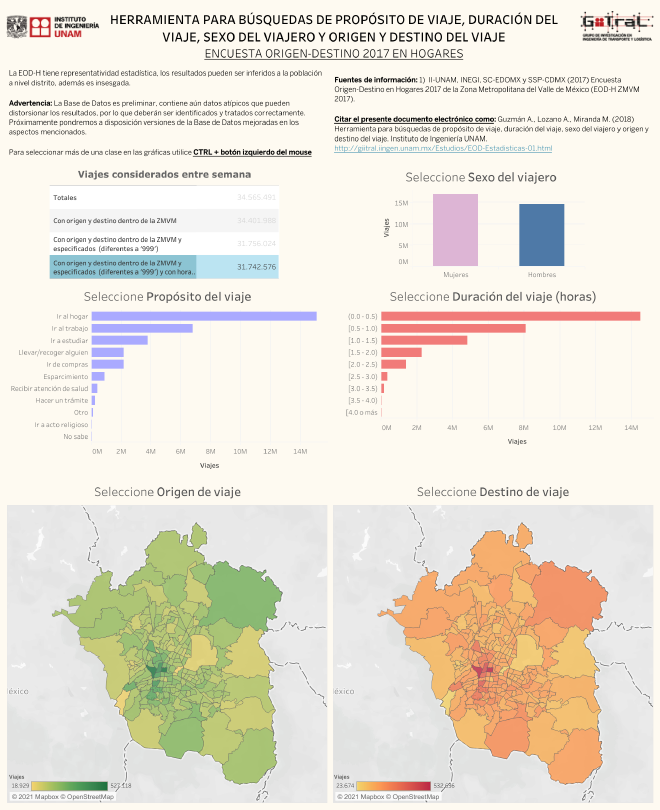 INSTITUTO
DE INGENIERÍA
UNAM
HERRAMIENTA PARA BÚSQUEDAS DE PROPÓSITO DE VIAJE, DURACIÓN DEL
VIAJE, SEXO DEL VIAJERO Y ORIGEN Y DESTINO DEL VIAJE
ENCUESTA ORIGEN-DESTINO 2017 EN HOGARES
GiiTraL
GRUPO DE INVESTIGACIÓN EN
INGENIERÍA DE TRANSPORTE Y LOGÍSTICA
La EOD-H tiene representatividad estadística, los resultados pueden ser inferidos a la población
a nivel distrito, además es insegada.
Advertencia: La Base de Datos es preliminar, contiene aún datos atípicos que pueden
distorsionar los resultados, por lo que deberán ser identificados y tratados correctamente.
Próximamente pondremos a disposición versiones de la Base de Datos mejoradas en los
aspectos mencionados.
Para seleccionar más de una clase en las gráficas utilice CTRL + botón izquierdo del mouse
Fuentes de información: 1) II-UNAM, INEGI, SC-EDOMX y SSP-CDMX (2017) Encuesta
Origen-Destino en Hogares 2017 de la Zona Metropolitana del Valle de México (EOD-H ZMVM
2017).
Citar el presente documento electrónico como: Guzmán A., Lozano A., Miranda M. (2018)
Herramienta para búsquedas de propósito de viaje, duración del viaje, sexo del viajero y origen y
destino del viaje. Instituto de Ingeniería UNAM.
http://giitral.iingen.unam.mx/Estudios/EOD-Estadisticas-01.html
Viajes considerados entre semana
Totales 34.565.491
Con origen y destino dentro de la ZMVM 34.401.980
Con origen y destino dentro de la ZMVM y
especificados (diferentes a '999') 31.756.024
Con origen y destino dentro de la ZMVM y
especificados (diferentes a '999') y con hora.. 31.742.576
Seleccione Sexo del viajero
Viajes
15M
10M
5M
0M
Mujeres Hombres
Seleccione Propósito del viaje
Ir al hogar
Ir al trabajo
Ir a estudiar
Llevar/recoger alguien
Ir de compras
Esparcimiento
Recibir atención de salud
Hacer un trámite
Otro
Ir a acto religioso
No sabe
0M 2M 4M 6M 8M 10M 12M 14M
Viajes
Seleccione Duración del viaje (horas)
(0.0 - 0.5)
[0.5 - 1.0)
[1.0 - 1.5)
[1.5 - 2.0)
[2.0 - 2.5)
[2.5 - 3.0)
[3.0 - 3.5)
[3.5 - 4.0)
[4.0 o más
0M 2M 4M 6M 8M 10M 12M 14M
Viajes
Seleccione Origen de viaje
éxico
Viajes
18.929 527.118
© 2021 Mapbox © OpenStreetMap
Seleccione Destino de viaje
éxico
Viajes
23.674
© 2021 Mapbox © OpenStreetMap